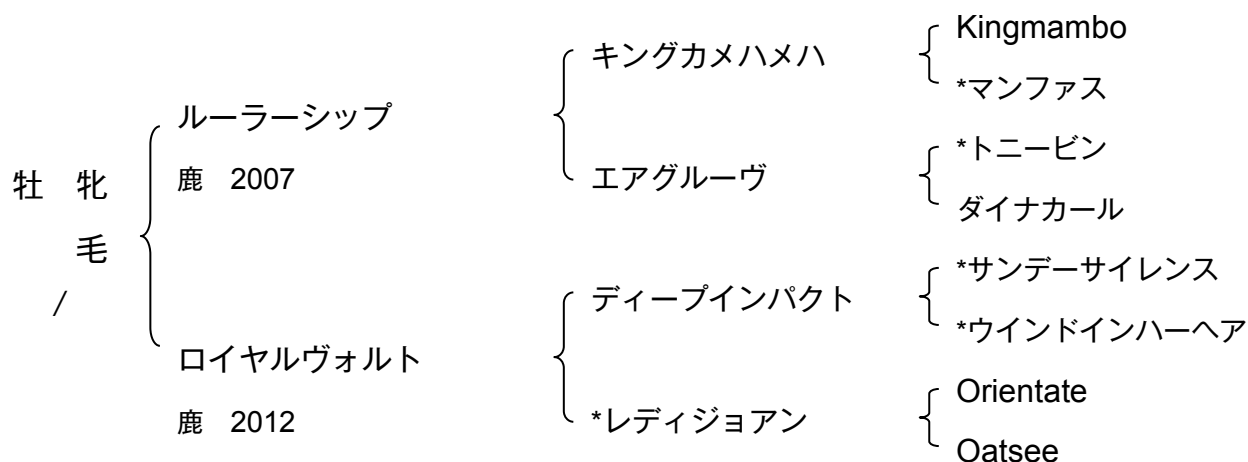 牡 牝
毛
/
ルーラーシップ
鹿 2007
ロイヤルヴォルト
鹿 2012
キングカメハメハ
エアグルーヴ
ディープインパクト
*レディジョアン
Kingmambo
*マンファス
*トニービン
ダイナカール
*サンデーサイレンス
*ウインドインハーヘア
Orientate
Oatsee